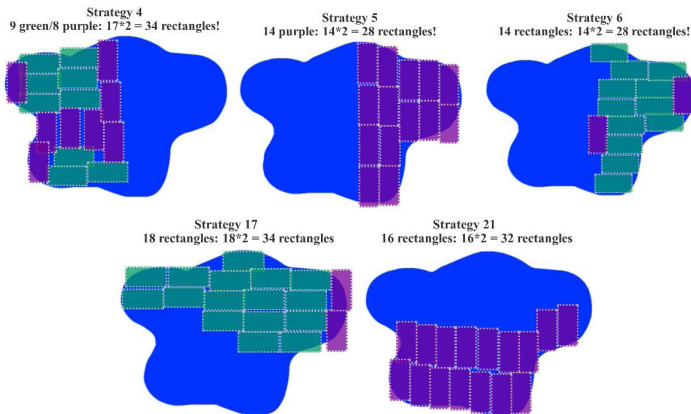 Strategy 4
9 green/8 purple: 17*2 = 34 rectangles!
Strategy 5
14 purple: 14*2 = 28 rectangles!
Strategy 6
14 rectangles: 14*2 = 28 rectangles!
Strategy 17
18 rectangles: 18*2 = 34 rectangles
Strategy 21
16 rectangles: 16*2 = 32 rectangles